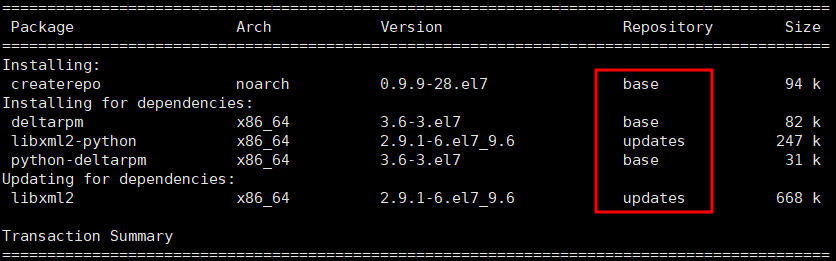 ================================================================================
Package Arch Version Repository Size
================================================================================
Installing:
createrepo noarch 0.9.9-28.el7 base 94 k
Installing for dependencies:
deltarpm x86_64 3.6-3.el7 base 82 k
libxml2-python x86_64 2.9.1-6.el7_9.6 updates 247 k
python-deltarpm x86_64 3.6-3.el7 base 31 k
Updating for dependencies:
libxml2 x86_64 2.9.1-6.el7_9.6 updates 668 k
Transaction Summary
================================================================================